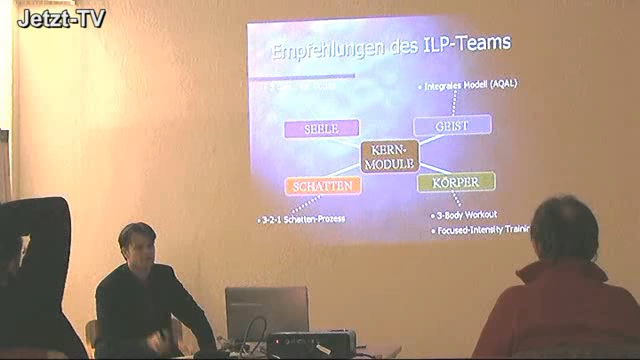 Jetzt-TV
Empfehlungen des ILP-Teams
• Integrales Modell (AQAL)
SEELE
GEIST
KERN-
MODULE
SCHATTEN
KÖRPER
• 3-2-1 Schatten-Prozess
• 3-Body Workout
• Focused-Intensity Training